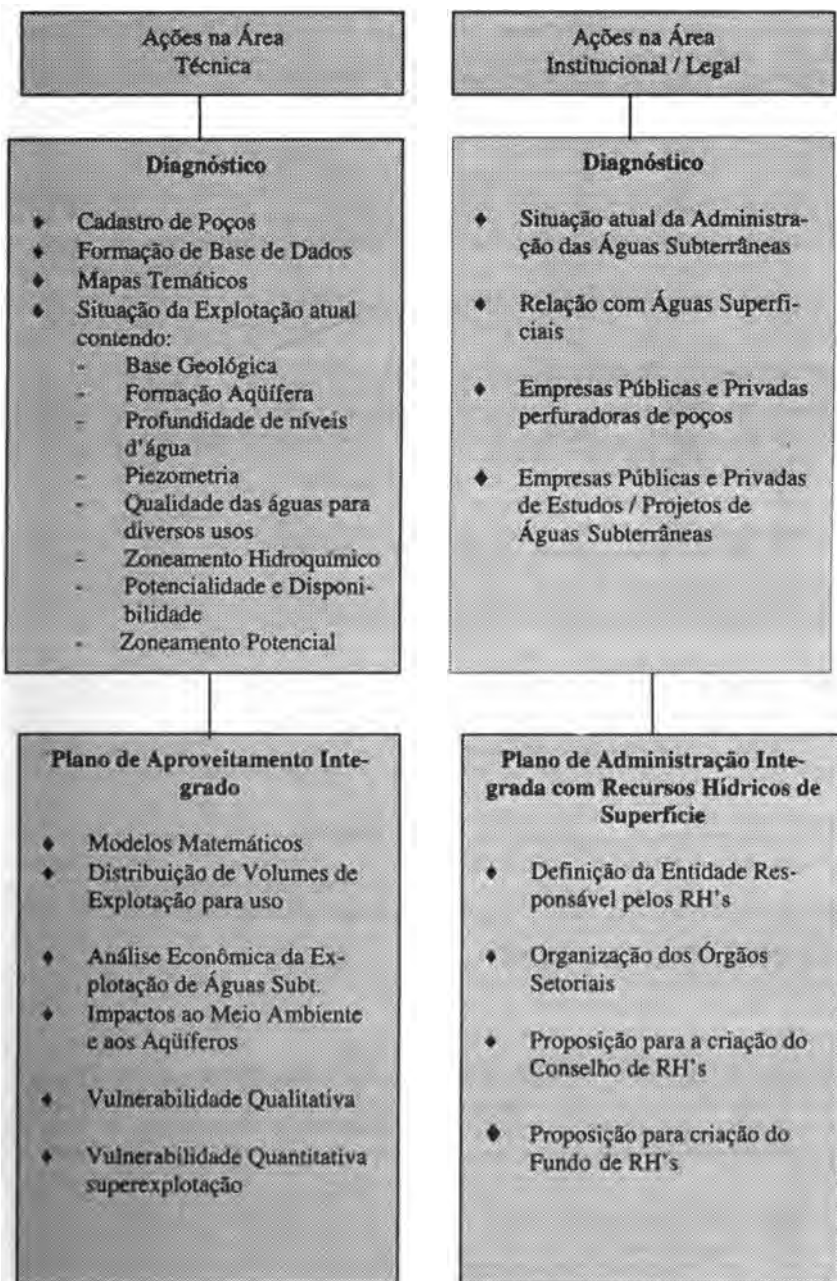 Ações na Área
Técnica
Diagnóstico
♦ Cadastro de Poços
♦ Formação de Base de Dados
♦ Mapas Temáticos
♦ Situação da Explotação atual
contendo:
- Base Geológica
- Formação Aqüífera
- Profundidade de níveis
d'água
- Piezometria
- Qualidade das águas para
diversos usos
- Zoneamento Hidroquímico
- Potencialidade e Disponi-
bilidade
- Zoneamento Potencial
Plano de Aproveitamento Inte-
grado
♦ Modelos Matemáticos
♦ Distribuição de Volumes de
Explotação para uso
♦ Análise Econômica da Ex-
plotação de Águas Subt.
♦ Impactos ao Meio Ambiente
e aos Aqüíferos
♦ Vulnerabilidade Qualitativa
♦ Vulnerabilidade Quantitativa
superexplotação
Ações na Área
Institucional / Legal
Diagnóstico
♦ Situação atual da Administra-
ção das Águas Subterrâneas
♦ Relação com Águas Superfi-
ciais
♦ Empresas Públicas e Privadas
perfuradoras de poços
♦ Empresas Públicas e Privadas
de Estudos / Projetos de
Águas Subterrâneas
Plano de Administração Inte-
grada com Recursos Hídricos de
Superfície
♦ Definição da Entidade Res-
ponsável pelos RH's
♦ Organização dos Órgãos
Setoriais
♦ Proposição para a criação do
Conselho de RH's
♦ Proposição para criação do
Fundo de RH's